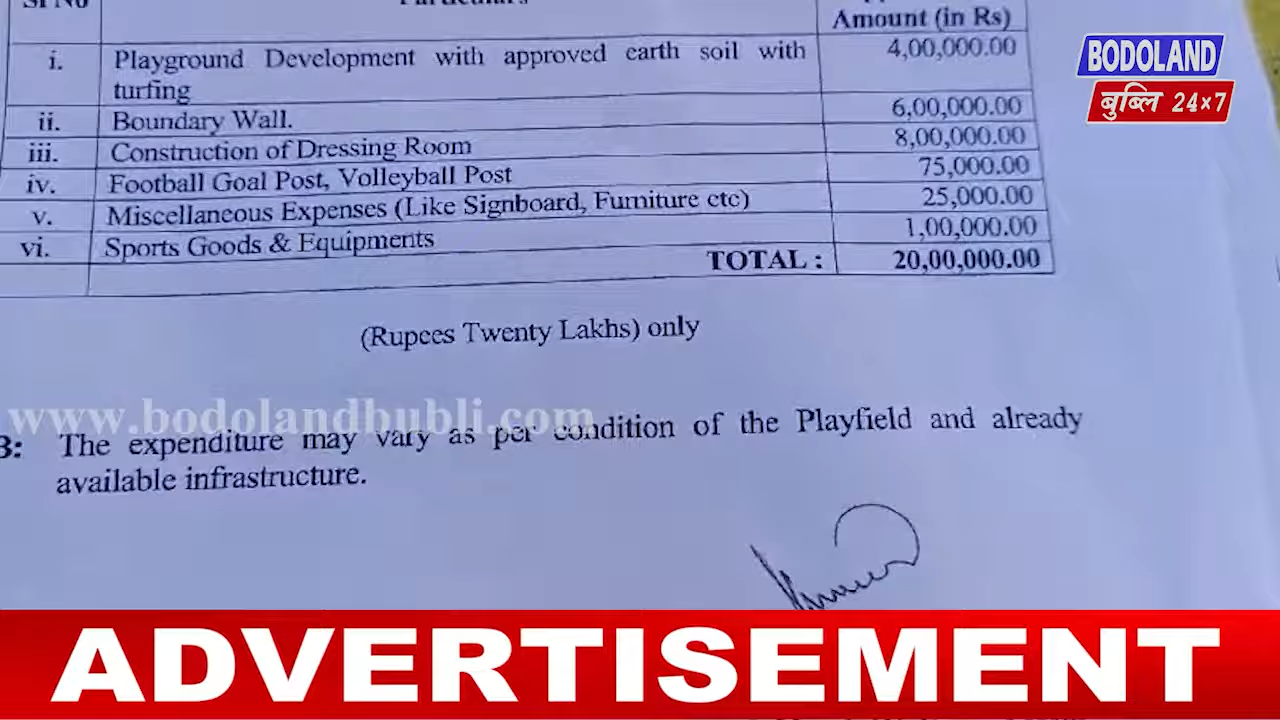 Sl No
Particulars
Amount (in Rs)
i. Playground Development with approved earth soil with 4,00,000.00
turfing
ii. Boundary Wall. 6,00,000.00
iii. Construction of Dressing Room 8,00,000.00
iv. Football Goal Post, Volleyball Post 75,000.00
v. Miscellaneous Expenses (Like Signboard, Furniture etc) 25,000.00
vi. Sports Goods & Equipments 1,00,000.00
TOTAL : 20,00,000.00
(Rupees Twenty Lakhs) only
B: The expenditure may vary as per condition of the Playfield and already
available infrastructure.
www.bodolandbubli.com
BODOLAND
बुब्लि 24x7
ADVERTISEMENT